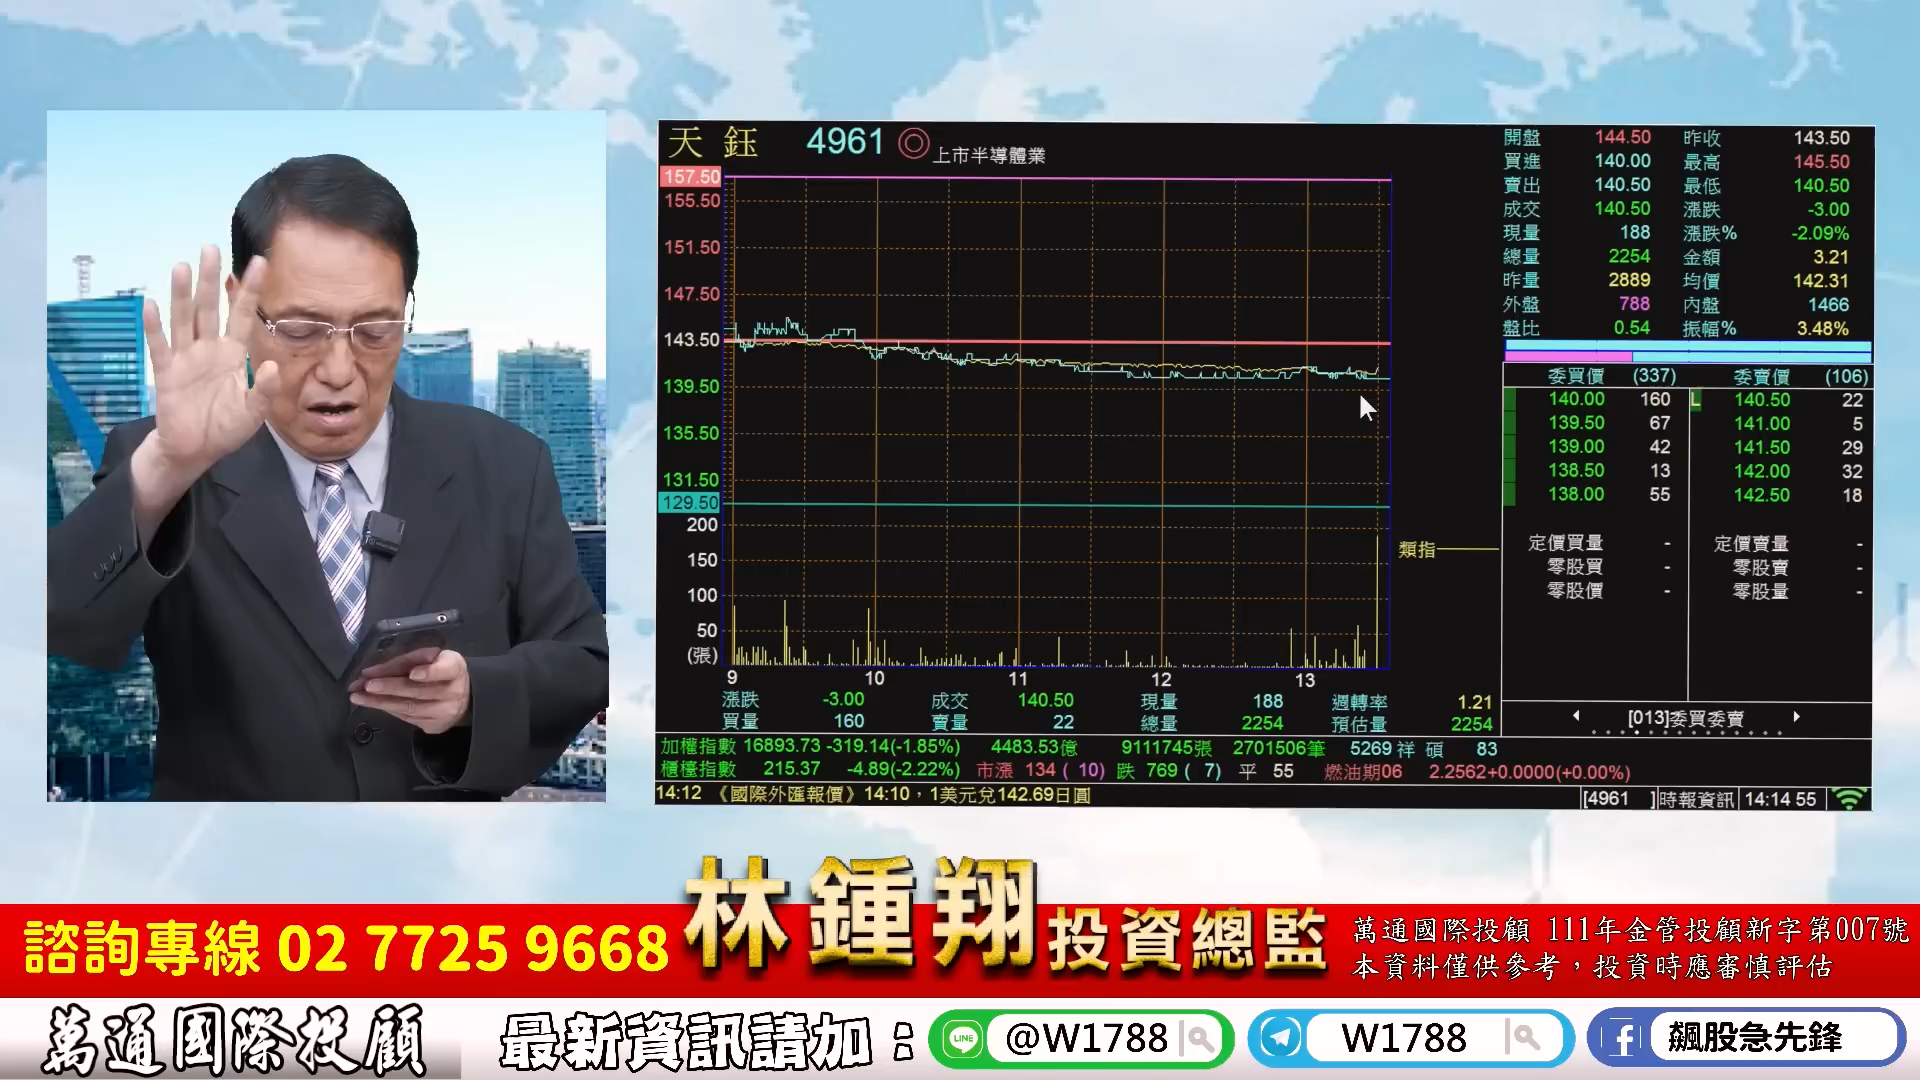 天鈺 4961 ◎ 上市半導體業
157.50
155.50
151.50
147.50
143.50
139.50
135.50
131.50
129.50
200
150
100
50
(張)
9 10 11 12 13
類指
開盤 144.50 昨收 143.50
買進 140.00 最高 145.50
賣出 140.50 最低 140.50
成交 140.50 漲跌 -3.00
現量 188 漲跌% -2.09%
總量 2254 金額 3.21
昨量 2889 均價 142.31
外盤 788 內盤 1466
盤比 0.54 振幅% 3.48%
委買價 (337) 委賣價 (106)
140.00 160 L 140.50 22
139.50 67 141.00 5
139.00 42 141.50 29
138.50 13 142.00 32
138.00 55 142.50 18
定價買量 - 定價賣量 -
零股買 - 零股賣 -
零股價 - 零股量 -
[013]委買委賣
漲跌 -3.00 成交 140.50 現量 188 週轉率 1.21
買量 160 賣量 22 總量 2254 預估量 2254
加權指數 16893.73 -319.14(-1.85%) 4483.53億 9111745張 2701506筆 5269 祥碩 83
櫃檯指數 215.37 -4.89(-2.22%) 市漲 134 ( 10) 跌 769 ( 7) 平 55 燃油期06 2.2562+0.0000(+0.00%)
14:12 《國際外匯報價》14:10，1美元兌142.69日圓 [4961 ]時報資訊 14:14 55
諮詢專線 02 7725 9668
林鍾翔 投資總監
萬通國際投顧 111年金管投顧新字第007號
本資料僅供參考，投資時應審慎評估
萬通國際投顧
最新資訊請加：
LINE @W1788
W1788
飆股急先鋒